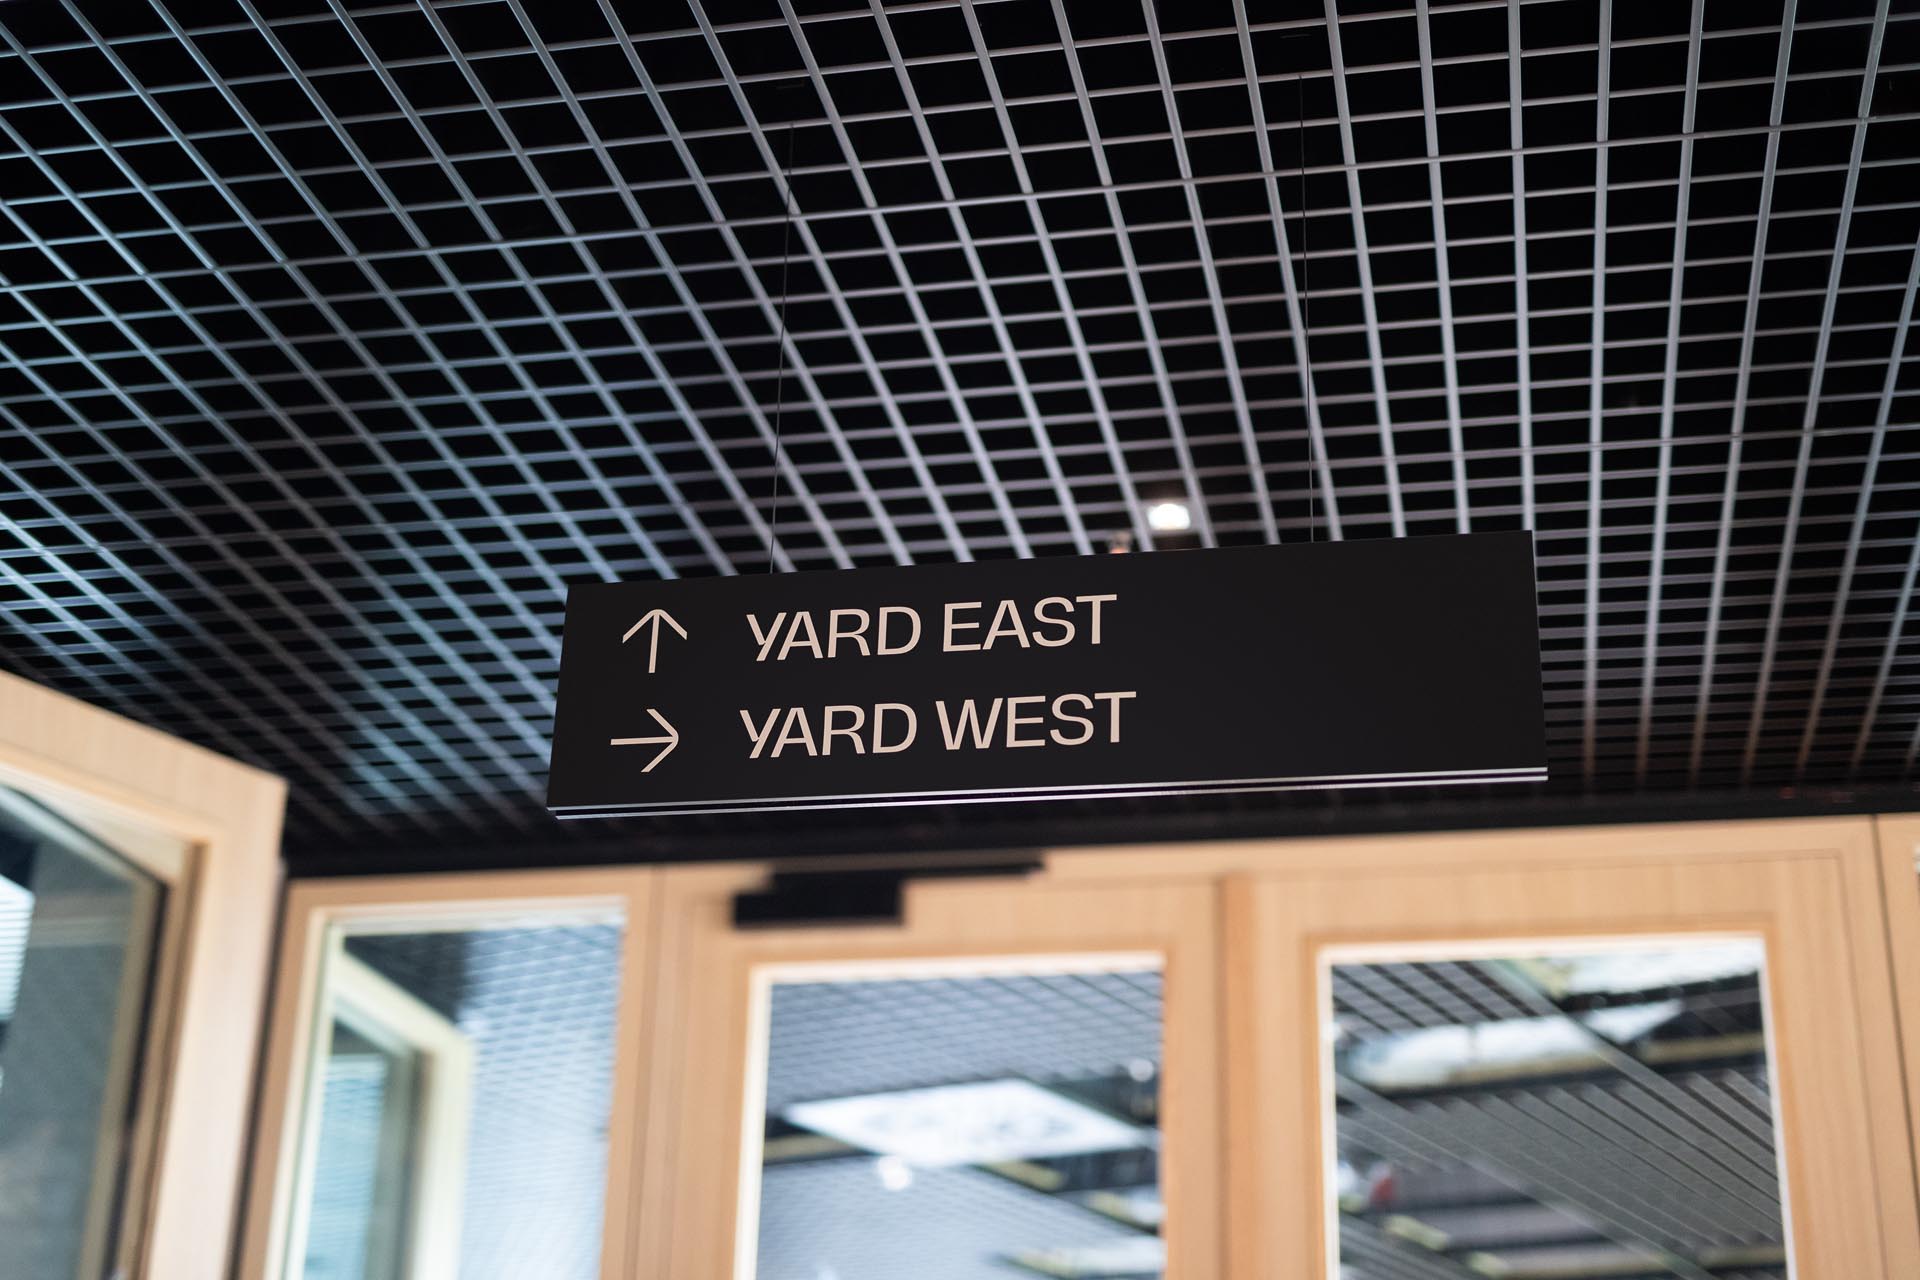 ↑ YARD EAST
→ YARD WEST